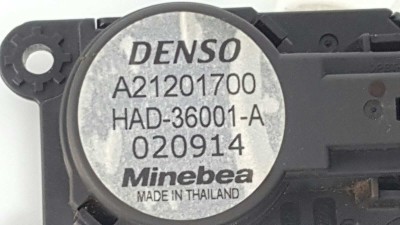 DENSO
A21201700
HAD-36001-A
020914
Minebea
MADE IN THAILAND